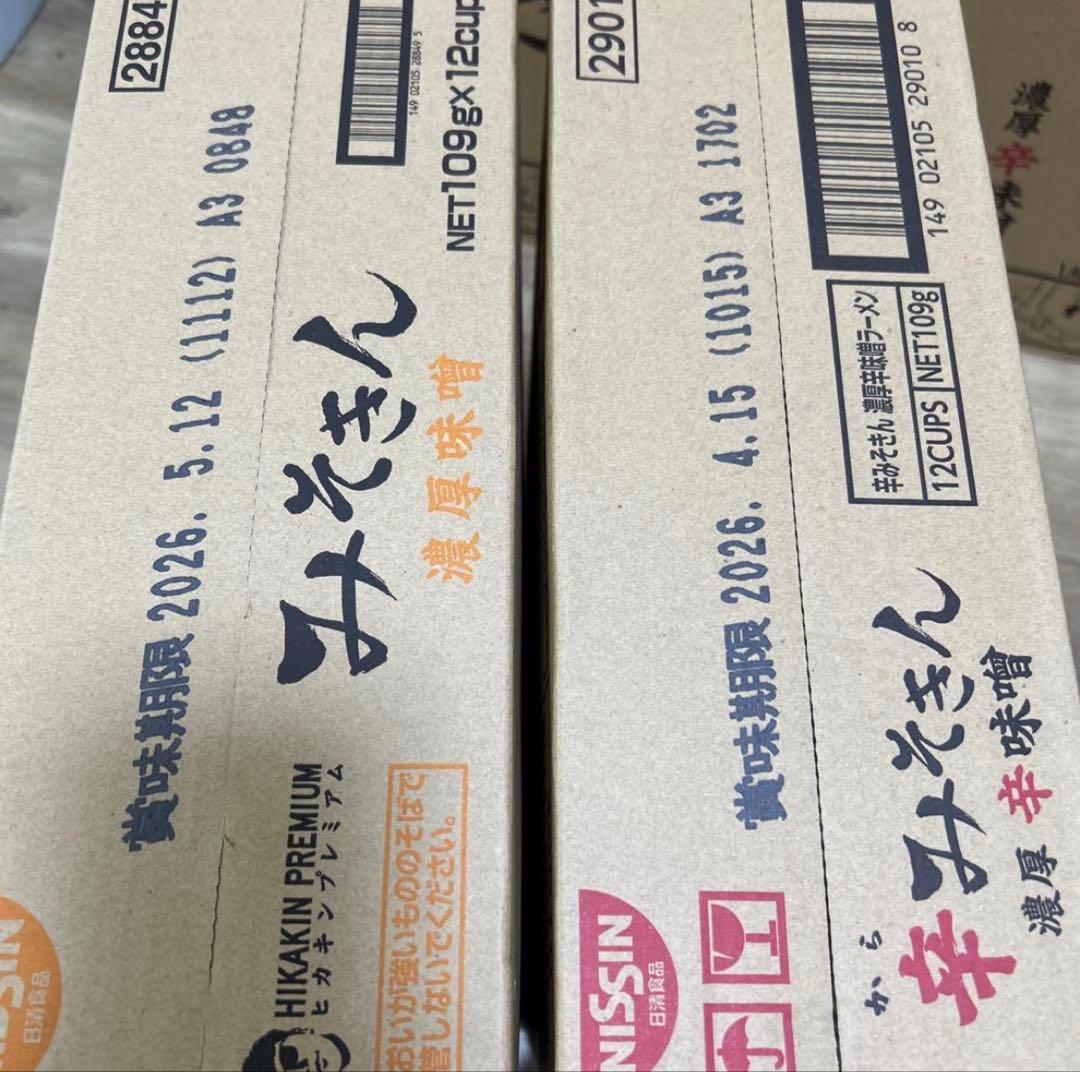 2884
149 02105 28849 5
NET109g×12cup
賞味期限 2026. 5.12 (1112) A3 0848
みそきん
濃厚味噌
HIKAKIN PREMIUM
ヒカキンプレミアム
おいが強いもののそばで
管しないでください。
NISSIN
日清食品
2901
149 02105 29010 8
辛みそきん 濃厚辛味噌ラーメン
12CUPS NET109g
賞味期限 2026. 4.15 (1015) A3 1702
から
辛みそきん
濃厚辛味噌
NISSIN
日清食品
濃厚辛味